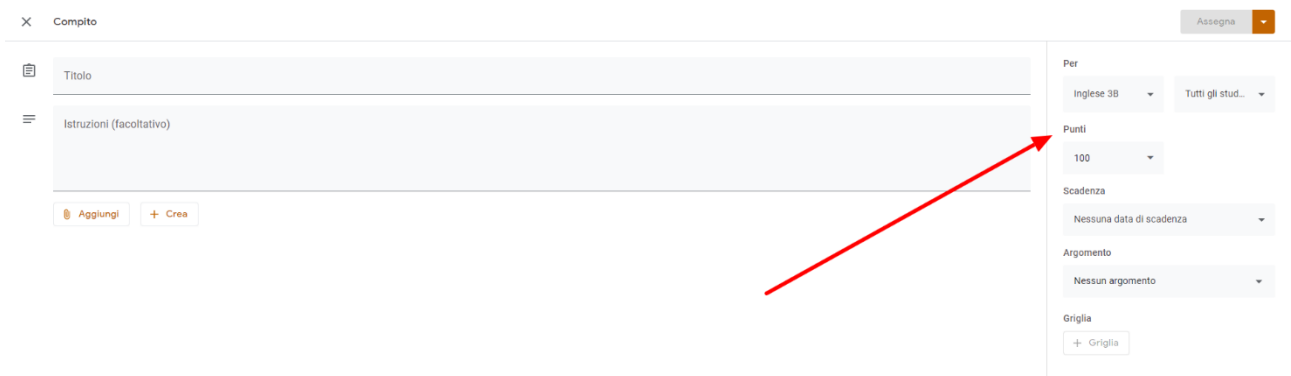 Compito
Assegna
Titolo
Istruzioni (facoltativo)
Aggiungi
+ Crea
Per
Inglese 3B
Tutti gli stud...
Punti
100
Scadenza
Nessuna data di scadenza
Argomento
Nessun argomento
Griglia
+ Griglia